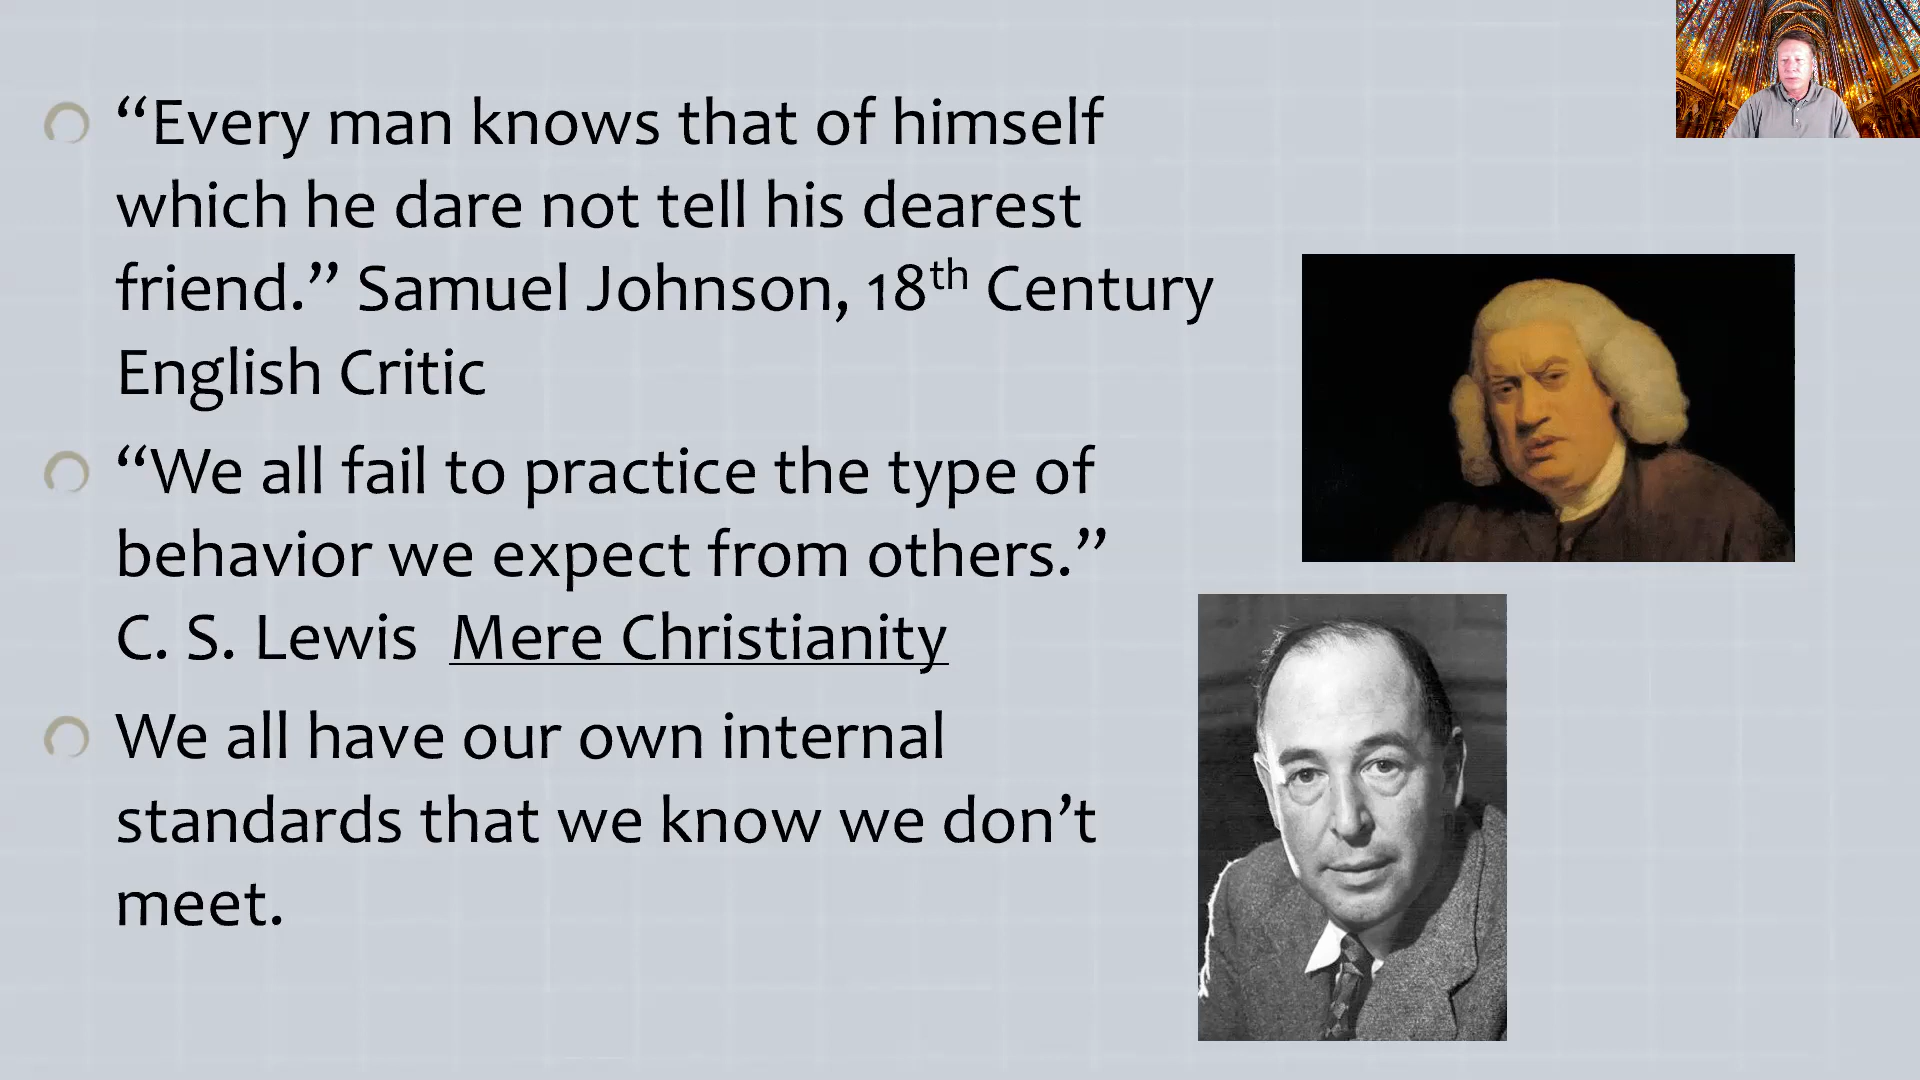 “Every man knows that of himself
which he dare not tell his dearest
friend.” Samuel Johnson, 18th Century
English Critic
“We all fail to practice the type of
behavior we expect from others.”
C. S. Lewis  Mere Christianity
We all have our own internal
standards that we know we don’t
meet.